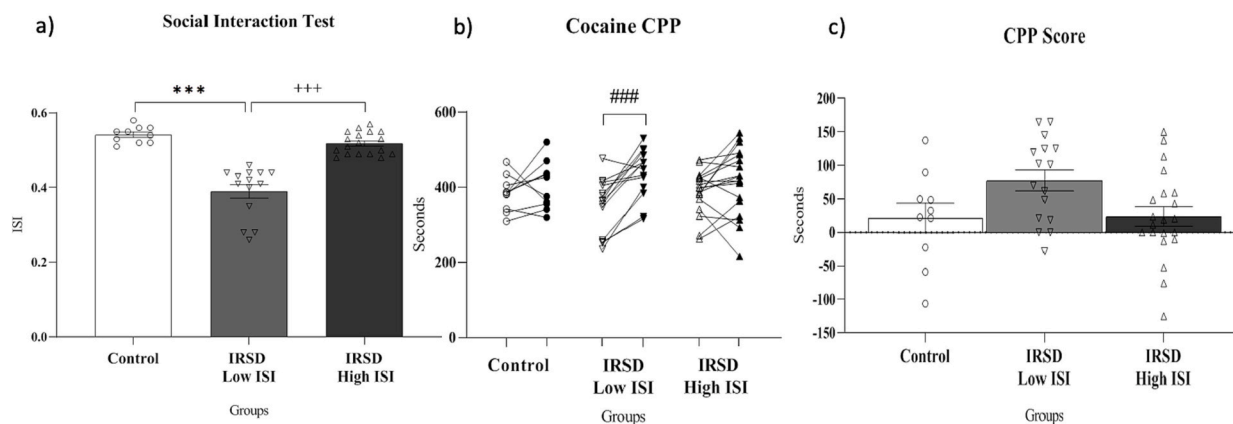 a)
Social Interaction Test
***
+++
ISI
0.6
0.4
0.2
0.0
Control
IRSD
Low ISI
IRSD
High ISI
Groups
b)
Cocaine CPP
###
Seconds
600
400
200
0
Control
IRSD
Low ISI
IRSD
High ISI
Groups
c)
CPP Score
Seconds
200
150
100
50
0
-50
-100
-150
Control
IRSD
Low ISI
IRSD
High ISI
Groups